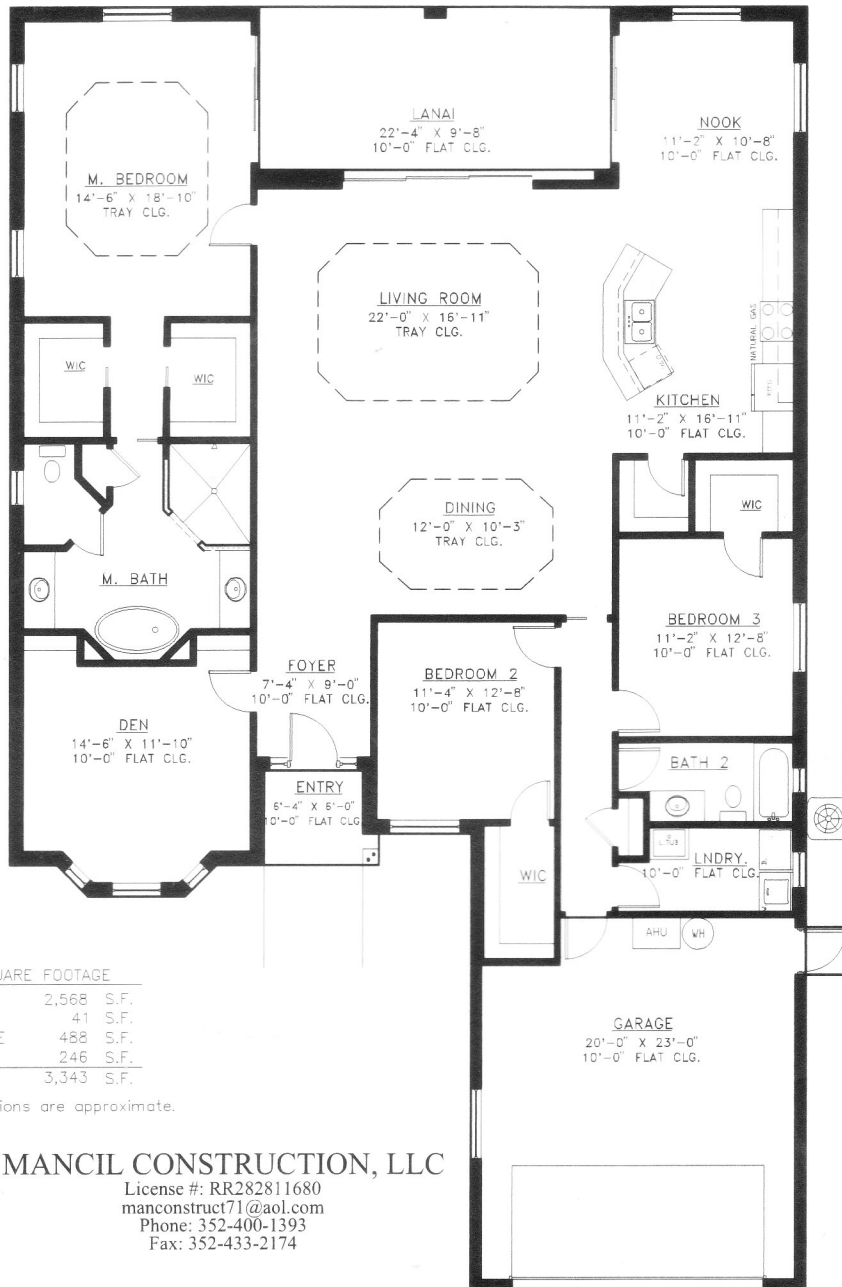 LANAI
22'-4" X 9'-8"
10'-0" FLAT CLG.
NOOK
11'-2" X 10'-8"
10'-0" FLAT CLG.
M. BEDROOM
14'-6" X 18'-10"
TRAY CLG.
LIVING ROOM
22'-0" X 16'-11"
TRAY CLG.
NATURAL GAS
WIC
WIC
KITCHEN
11'-2" X 16'-11"
10'-0" FLAT CLG.
DINING
12'-0" X 10'-3"
TRAY CLG.
WIC
M. BATH
BEDROOM 3
11'-2" X 12'-8"
10'-0" FLAT CLG.
FOYER
7'-4" X 9'-0"
10'-0" FLAT CLG.
BEDROOM 2
11'-4" X 12'-8"
10'-0" FLAT CLG.
DEN
14'-6" X 11'-10"
10'-0" FLAT CLG.
BATH 2
ENTRY
6'-4" X 6'-0"
10'-0" FLAT CLG.
L.TUB
LNDRY.
10'-0" FLAT CLG.
WIC
AHU
WH
UARE FOOTAGE
2,568 S.F.
41 S.F.
E 488 S.F.
246 S.F.
3,343 S.F.
GARAGE
20'-0" X 23'-0"
10'-0" FLAT CLG.
ions are approximate.
MANCIL CONSTRUCTION, LLC
License #: RR282811680
manconstruct71@aol.com
Phone: 352-400-1393
Fax: 352-433-2174